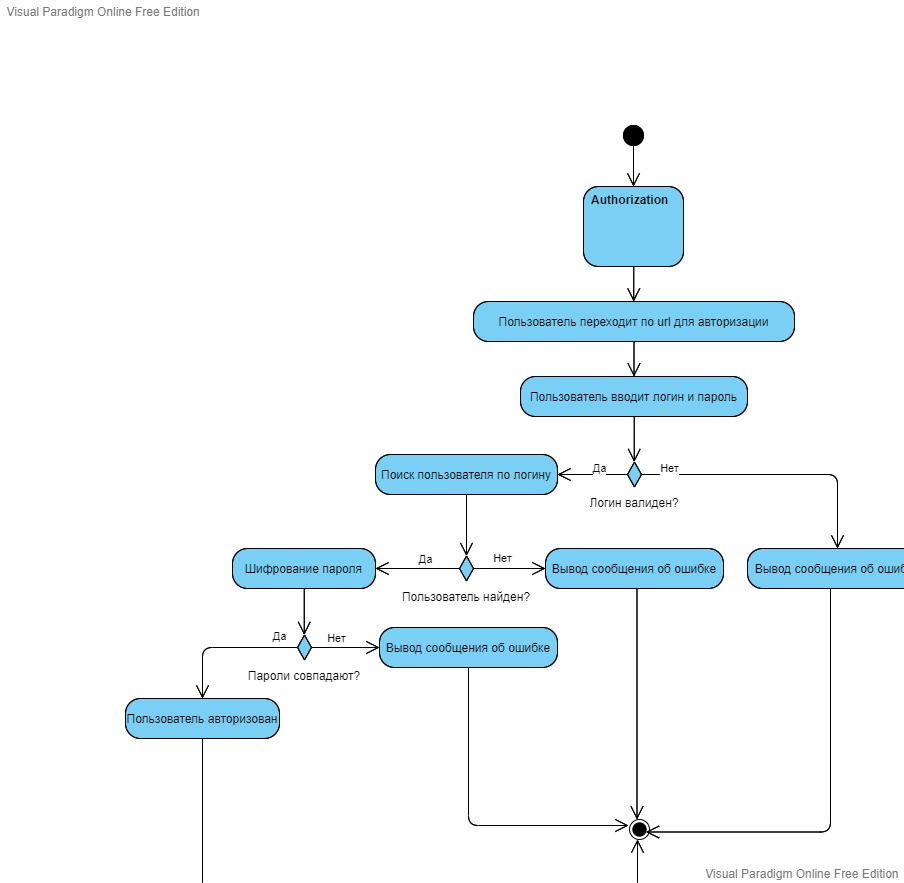 Visual Paradigm Online Free Edition
Authorization
Пользователь переходит по url для авторизации
Пользователь вводит логин и пароль
Поиск пользователя по логину
Да
Нет
Логин валиден?
Шифрование пароля
Да
Нет
Вывод сообщения об ошибке
Вывод сообщения об ошиб
Пользователь найден?
Да
Нет
Вывод сообщения об ошибке
Пароли совпадают?
Пользователь авторизован
Visual Paradigm Online Free Edition